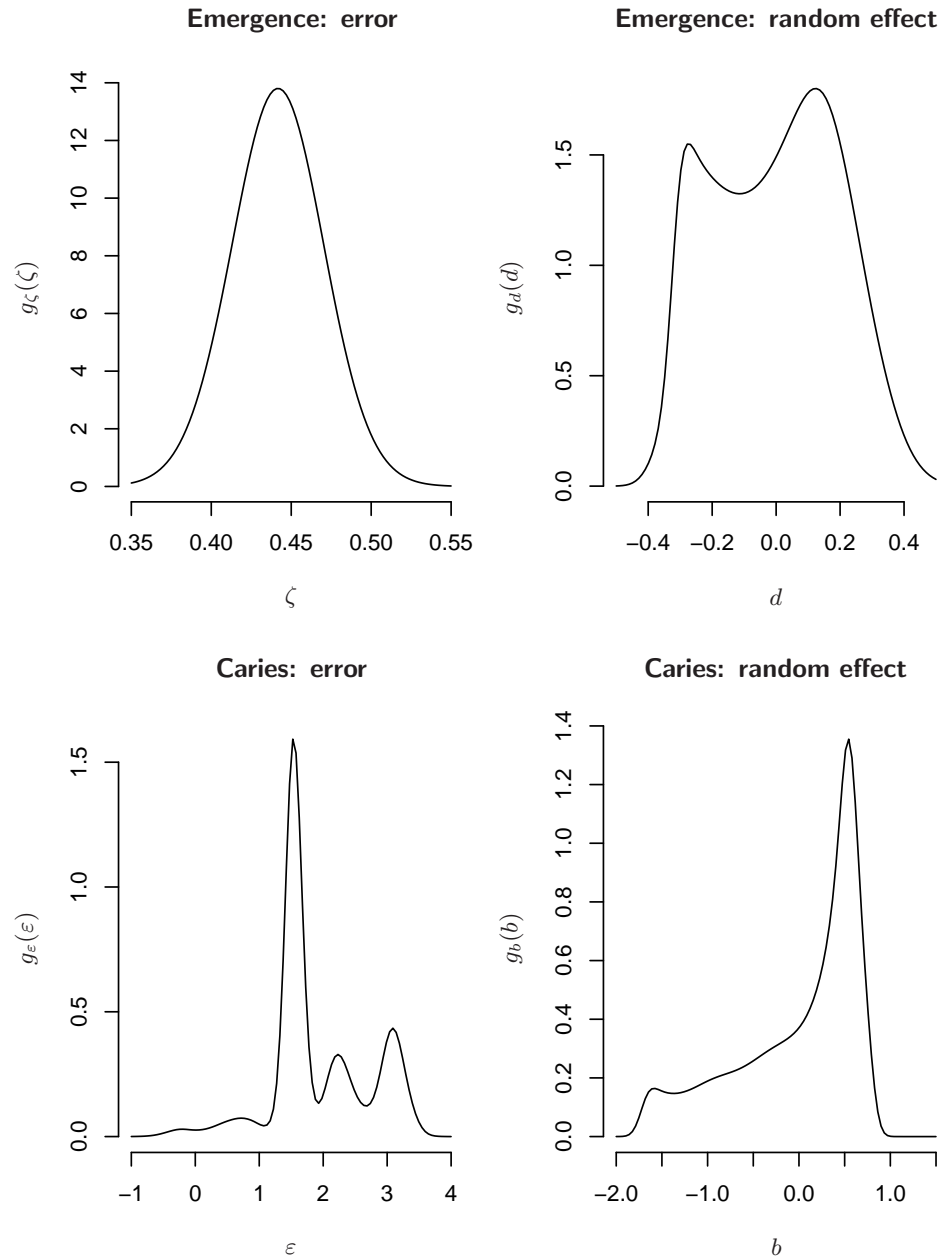 Emergence: error
14
12
10
8
6
4
2
0
g_ζ(ζ)
0.35 0.40 0.45 0.50 0.55
ζ
Emergence: random effect
1.5
1.0
0.5
0.0
g_d(d)
−0.4 −0.2 0.0 0.2 0.4
d
Caries: error
1.5
1.0
0.5
0.0
g_ε(ε)
−1 0 1 2 3 4
ε
Caries: random effect
1.4
1.2
1.0
0.8
0.6
0.4
0.2
0.0
g_b(b)
−2.0 −1.0 0.0 1.0
b